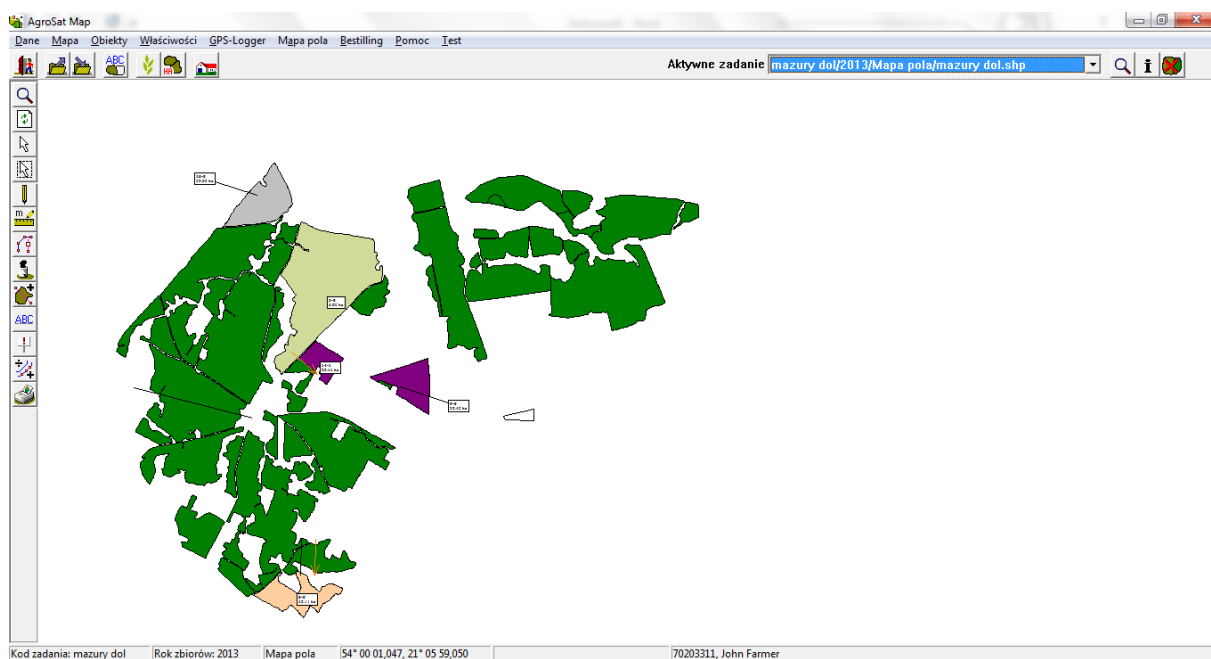 AgroSat Map
Dane Mapa Obiekty Właściwości GPS-Logger Mapa pola Bestilling Pomoc Test
ABC HA Aktywne zadanie mazury dol/2013/Mapa pola/mazury dol.shp i
m
ABC
Kod zadania: mazury dol Rok zbiorów: 2013 Mapa pola 54° 00 01,047, 21° 05 59,050 70203311, John Farmer